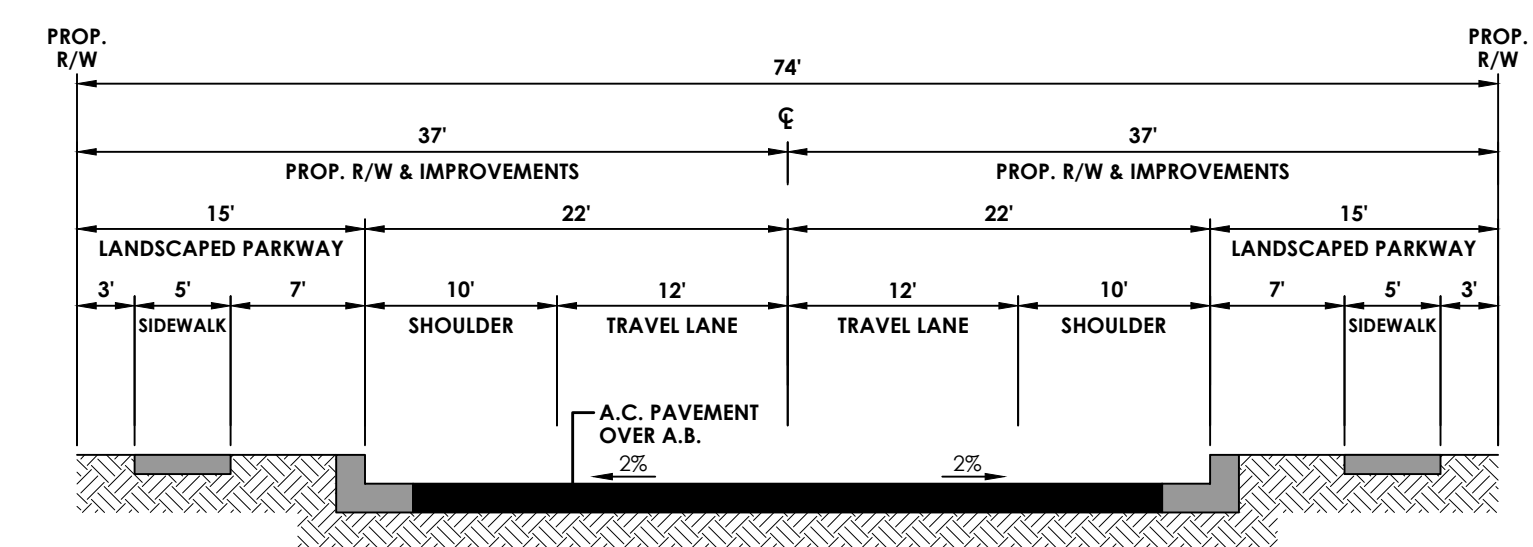 PROP.
R/W
PROP.
R/W
74'
℄
37'
37'
PROP. R/W & IMPROVEMENTS
PROP. R/W & IMPROVEMENTS
15'
22'
22'
15'
LANDSCAPED PARKWAY
LANDSCAPED PARKWAY
3'
5'
7'
10'
12'
12'
10'
7'
5'
3'
SIDEWALK
SHOULDER
TRAVEL LANE
TRAVEL LANE
SHOULDER
SIDEWALK
A.C. PAVEMENT
OVER A.B.
2%
2%